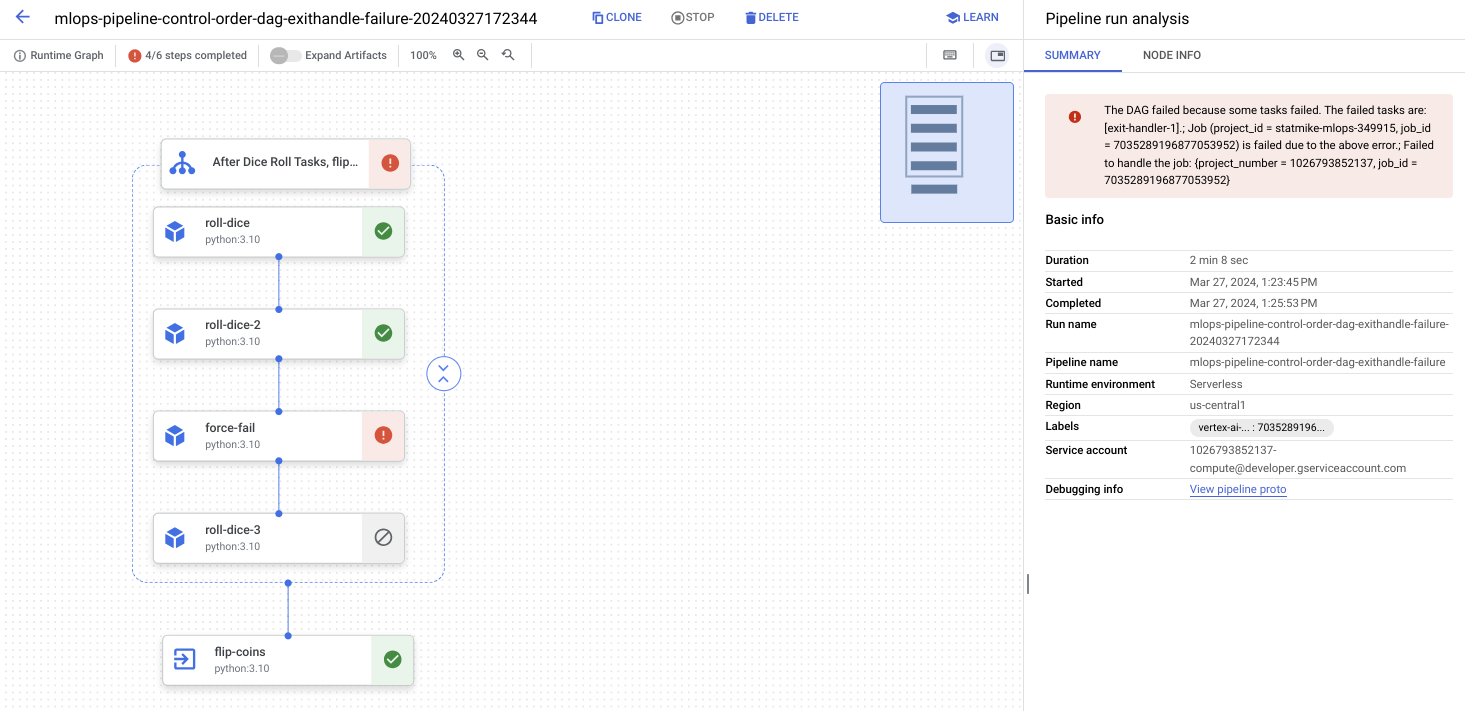 mlops-pipeline-control-order-dag-exithandle-failure-20240327172344
CLONE
STOP
DELETE
LEARN
Runtime Graph
4/6 steps completed
Expand Artifacts
100%
After Dice Roll Tasks, flip...
roll-dice
python:3.10
roll-dice-2
python:3.10
force-fail
python:3.10
roll-dice-3
python:3.10
flip-coins
python:3.10
Pipeline run analysis
SUMMARY
NODE INFO
The DAG failed because some tasks failed. The failed tasks are:
[exit-handler-1].; Job (project_id = statmike-mlops-349915, job_id
= 7035289196877053952) is failed due to the above error.; Failed
to handle the job: {project_number = 1026793852137, job_id =
7035289196877053952}
Basic info
Duration 2 min 8 sec
Started Mar 27, 2024, 1:23:45 PM
Completed Mar 27, 2024, 1:25:53 PM
Run name mlops-pipeline-control-order-dag-exithandle-failure-
20240327172344
Pipeline name mlops-pipeline-control-order-dag-exithandle-failure
Runtime environment Serverless
Region us-central1
Labels vertex-ai-... : 7035289196...
Service account 1026793852137-
compute@developer.gserviceaccount.com
Debugging info View pipeline proto